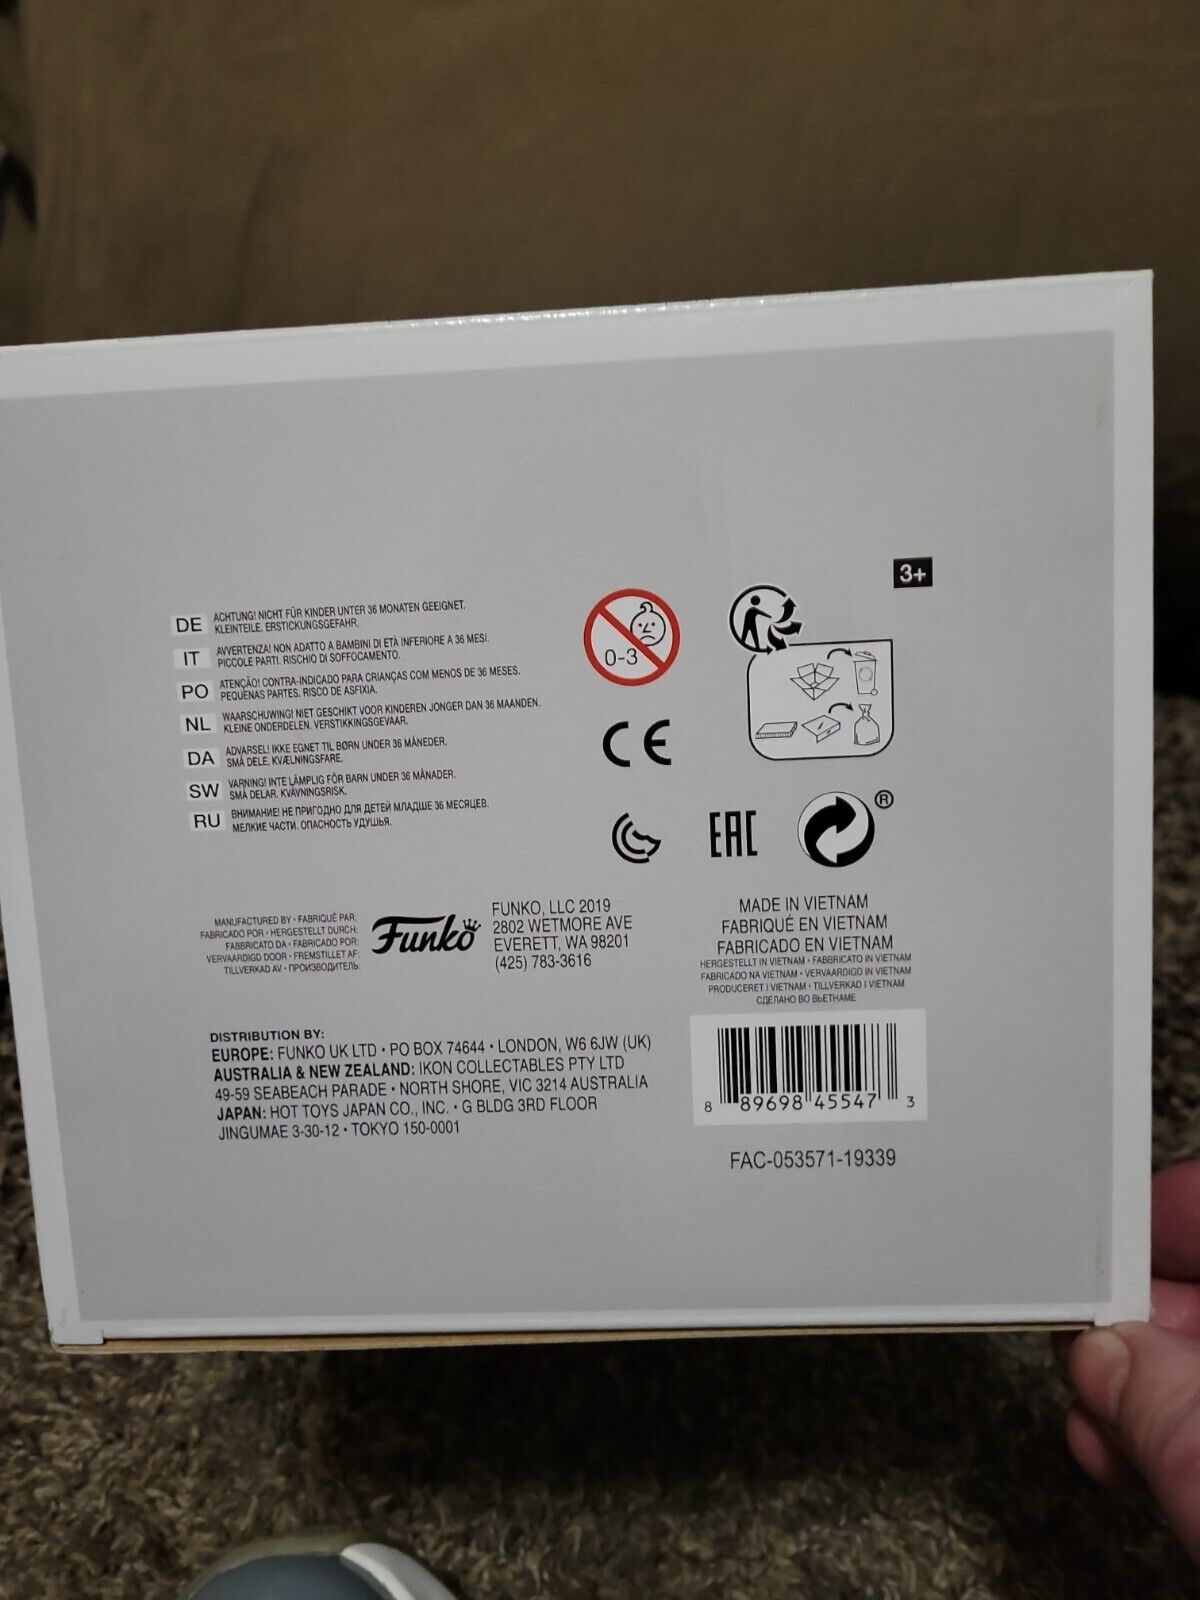 3+
DE
ACHTUNG! NICHT FÜR KINDER UNTER 36 MONATEN GEEIGNET.
KLEINTEILE. ERSTICKUNGSGEFAHR.
IT
AVVERTENZA! NON ADATTO A BAMBINI DI ETÀ INFERIORE A 36 MESI.
PICCOLE PARTI. RISCHIO DI SOFFOCAMENTO.
PO
ATENÇÃO! CONTRA-INDICADO PARA CRIANÇAS COM MENOS DE 36 MESES.
PEQUENAS PARTES. RISCO DE ASFIXIA.
NL
WAARSCHUWING! NIET GESCHIKT VOOR KINDEREN JONGER DAN 36 MAANDEN.
KLEINE ONDERDELEN. VERSTIKKINGSGEVAAR.
DA
ADVARSEL! IKKE EGNET TIL BØRN UNDER 36 MÅNEDER.
SMÅ DELE. KVÆLNINGSFARE.
SW
VARNING! INTE LÄMPLIG FÖR BARN UNDER 36 MÅNADER.
SMÅ DELAR. KVÄVNINGSRISK.
RU
ВНИМАНИЕ! НЕ ПРИГОДНО ДЛЯ ДЕТЕЙ МЛАДШЕ 36 МЕСЯЦЕВ.
МЕЛКИЕ ЧАСТИ. ОПАСНОСТЬ УДУШЬЯ.
0-3
CE
EAC
®
MANUFACTURED BY • FABRIQUÉ PAR:
FABRICADO POR • HERGESTELLT DURCH:
FABBRICATO DA • FABRICADO POR:
VERVAARDIGD DOOR • FREMSTILLET AF:
TILLVERKAD AV • ПРОИЗВОДИТЕЛЬ:
Funko
FUNKO, LLC 2019
2802 WETMORE AVE
EVERETT, WA 98201
(425) 783-3616
MADE IN VIETNAM
FABRIQUÉ EN VIETNAM
FABRICADO EN VIETNAM
HERGESTELLT IN VIETNAM • FABBRICATO IN VIETNAM
FABRICADO NA VIETNAM • VERVAARDIGD IN VIETNAM
PRODUCERET I VIETNAM • TILLVERKAD I VIETNAM
СДЕЛАНО ВО ВЬЕТНАМЕ
DISTRIBUTION BY:
EUROPE: FUNKO UK LTD • PO BOX 74644 • LONDON, W6 6JW (UK)
AUSTRALIA & NEW ZEALAND: IKON COLLECTABLES PTY LTD
49-59 SEABEACH PARADE • NORTH SHORE, VIC 3214 AUSTRALIA
JAPAN: HOT TOYS JAPAN CO., INC. • G BLDG 3RD FLOOR
JINGUMAE 3-30-12 • TOKYO 150-0001
8 89698 45547 3
FAC-053571-19339